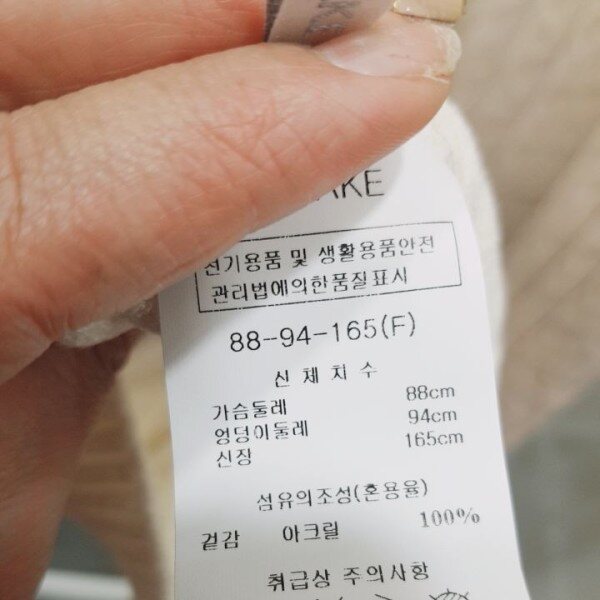 전기용품 및 생활용품안전
관리법에의한품질표시
88-94-165(F)
신체치수
가슴둘레 88cm
엉덩이둘레 94cm
신장 165cm
섬유의조성(혼용율)
겉감 아크릴 100%
취급상 주의사항